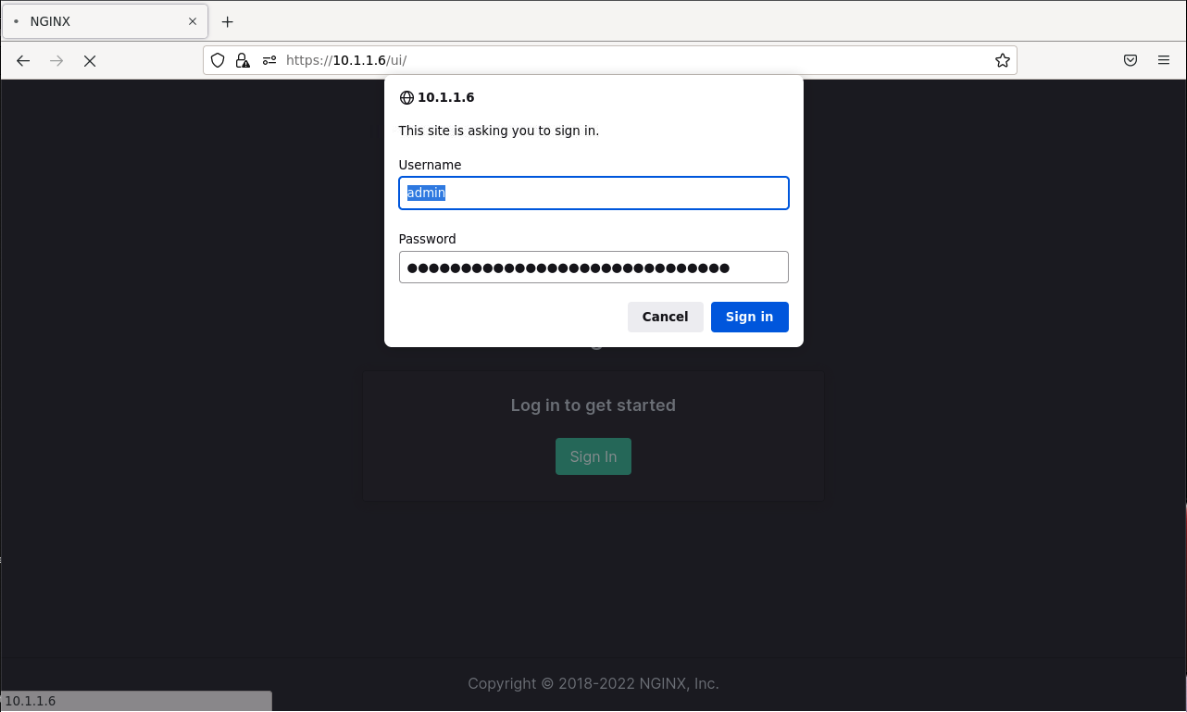 NGINX
https://10.1.1.6/ui/
10.1.1.6
This site is asking you to sign in.
Username
admin
Password
●●●●●●●●●●●●●●●●●●●●●●●●●●●●●●
Cancel Sign in
Log in to get started
Sign In
Copyright © 2018-2022 NGINX, Inc.
10.1.1.6